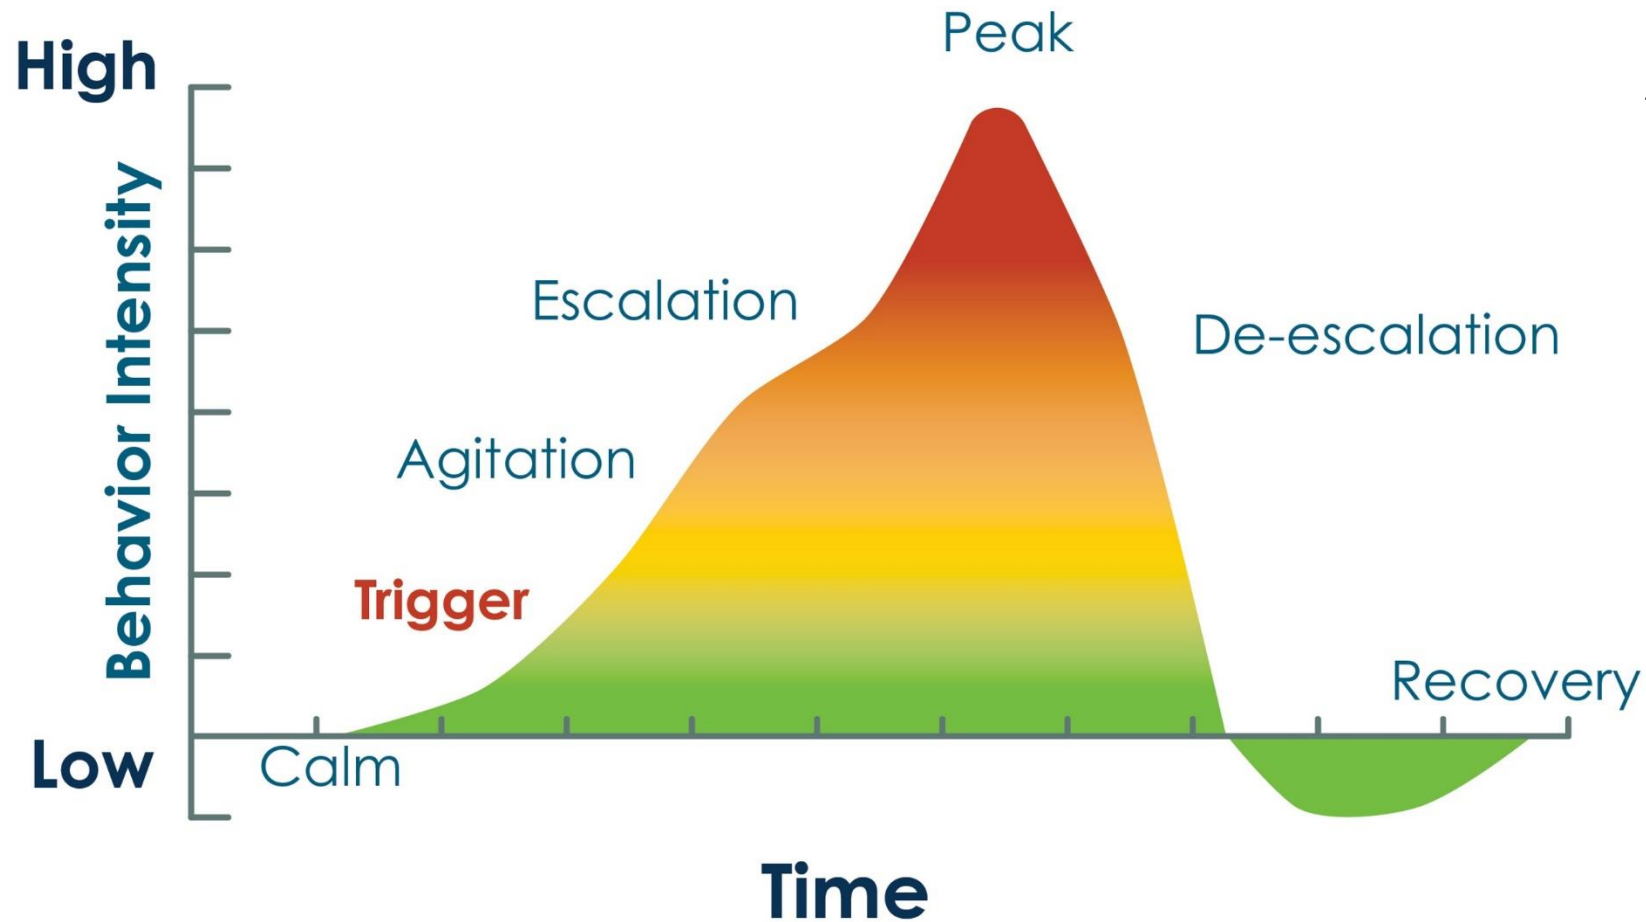 Peak
High
Escalation
De-escalation
Agitation
Trigger
Behavior Intensity
Recovery
Low
Calm
Time